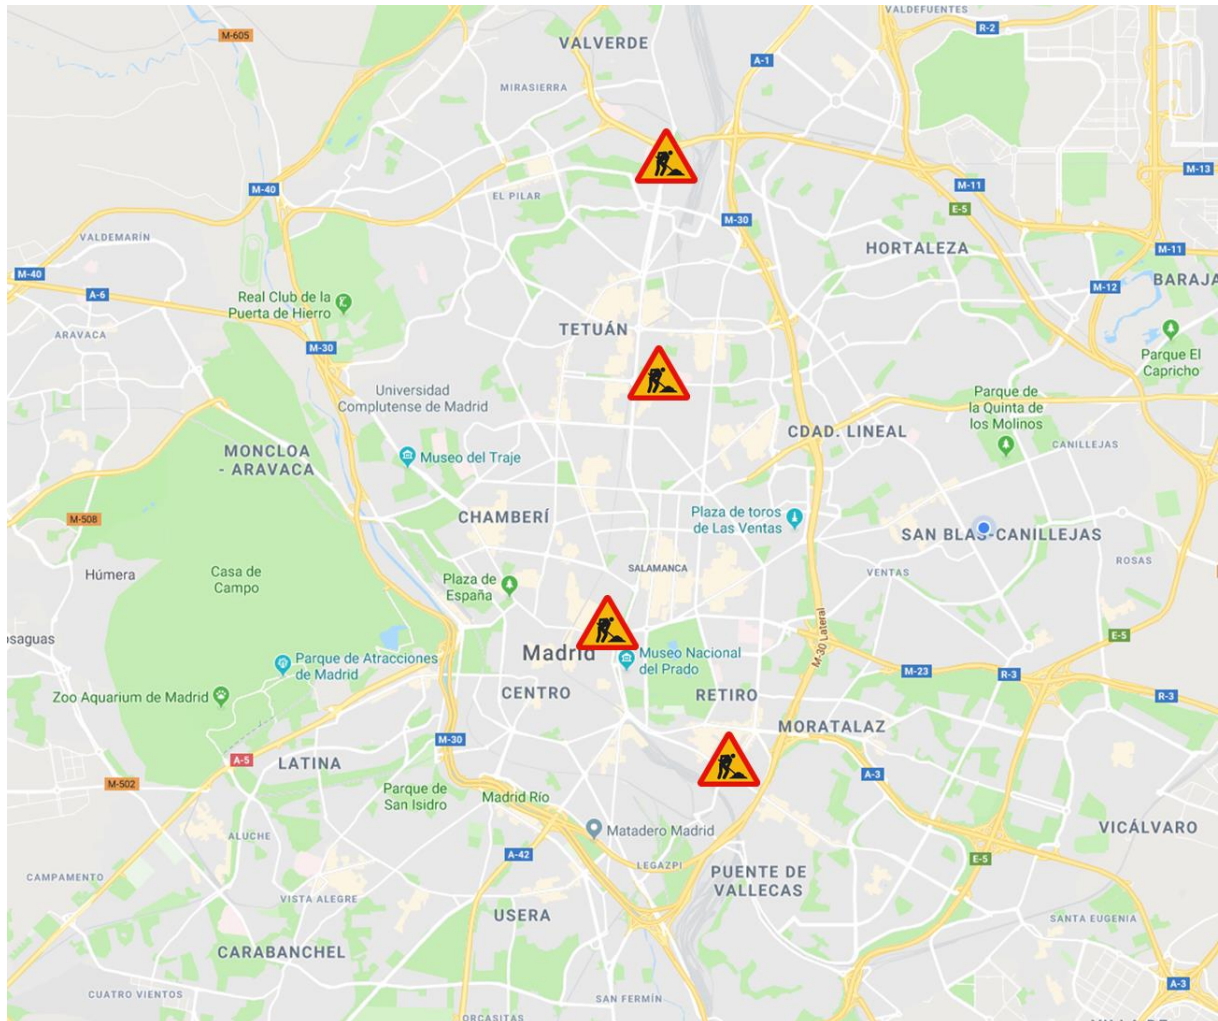 VALDEFUENTES
M-605
R-2
VALVERDE
A-1
MIRASIERRA
M-13
M-40
EL PILAR
M-11
E-5
M-30
VALDEMARÍN
HORTALEZA
M-11
M-40
A-6
M-12
BARAJA
Real Club de la
Puerta de Hierro
ARAVACA
TETUÁN
M-30
Parque El
Capricho
Universidad
Complutense de Madrid
Parque de
la Quinta de
los Molinos
CDAD. LINEAL
CANILLEJAS
MONCLOA
- ARAVACA
Museo del Traje
M-508
CHAMBERÍ
Plaza de toros
de Las Ventas
SAN BLAS-CANILLEJAS
Húmera
Casa de
Campo
Plaza de
España
SALAMANCA
VENTAS
ROSAS
osaguas
M-30 Lateral
E-5
Madrid
Museo Nacional
del Prado
Parque de Atracciones
de Madrid
M-23
R-3
Zoo Aquarium de Madrid
CENTRO
RETIRO
R-3
MORATALAZ
M-30
A-5
LATINA
M-502
A-3
Parque de
San Isidro
Madrid Río
ALUCHE
Matadero Madrid
VICÁLVARO
A-42
LEGAZPI
E-5
CAMPAMENTO
PUENTE DE
VALLECAS
VISTA ALEGRE
USERA
SANTA EUGENIA
CARABANCHEL
CUATRO VIENTOS
SAN FERMÍN
A-3
ORCASITAS